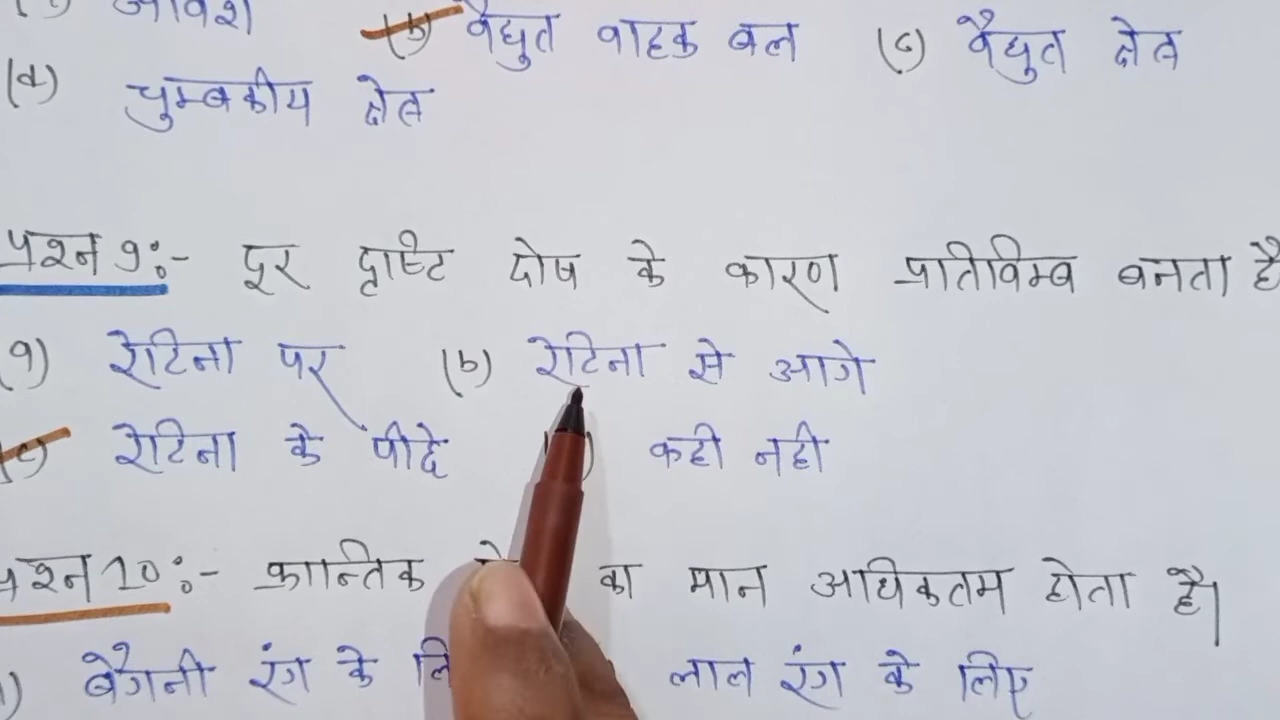 आवेश (b) वैद्युत वाहक बल (c) वैद्युत क्षेत्र
(d) चुम्बकीय क्षेत्र
प्रश्न 9:- दूर दृष्टि दोष के कारण प्रतिविम्ब बनता है
(a) रेटिना पर (b) रेटिना से आगे
(c) रेटिना के पीछे कही नही
प्रश्न 10:- क्रान्तिक का मान अधिकतम होता है।
बैगनी रंग के लाल रंग के लिए